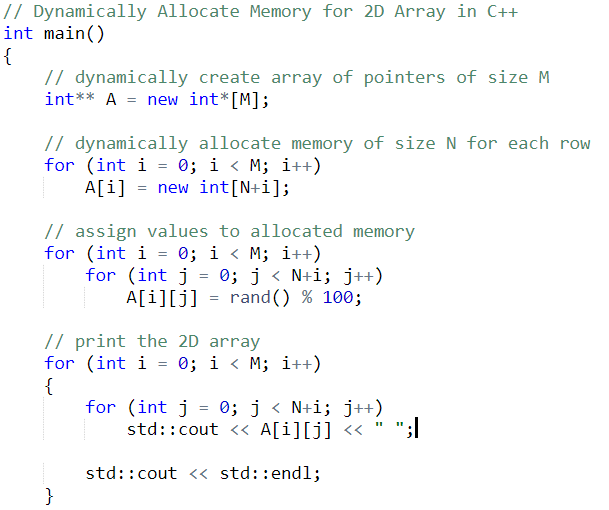 // Dynamically Allocate Memory for 2D Array in C++
int main()
{
    // dynamically create array of pointers of size M
    int** A = new int*[M];

    // dynamically allocate memory of size N for each row
    for (int i = 0; i < M; i++)
        A[i] = new int[N+i];

    // assign values to allocated memory
    for (int i = 0; i < M; i++)
        for (int j = 0; j < N+i; j++)
            A[i][j] = rand() % 100;

    // print the 2D array
    for (int i = 0; i < M; i++)
    {
        for (int j = 0; j < N+i; j++)
            std::cout << A[i][j] << " ";

        std::cout << std::endl;
    }